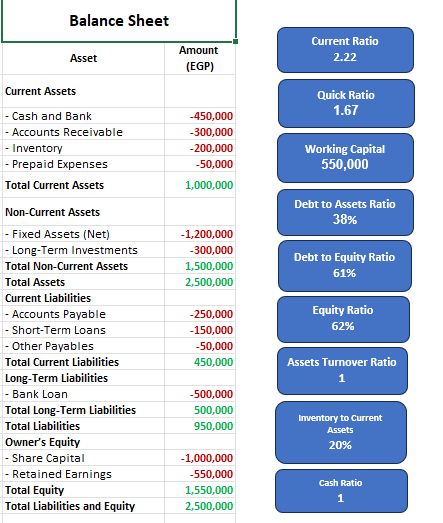 Balance Sheet
Asset Amount (EGP)
Current Assets
- Cash and Bank -450,000
- Accounts Receivable -300,000
- Inventory -200,000
- Prepaid Expenses -50,000
Total Current Assets 1,000,000
Non-Current Assets
- Fixed Assets (Net) -1,200,000
- Long-Term Investments -300,000
Total Non-Current Assets 1,500,000
Total Assets 2,500,000
Current Liabilities
- Accounts Payable -250,000
- Short-Term Loans -150,000
- Other Payables -50,000
Total Current Liabilities 450,000
Long-Term Liabilities
- Bank Loan -500,000
Total Long-Term Liabilities 500,000
Total Liabilities 950,000
Owner's Equity
- Share Capital -1,000,000
- Retained Earnings -550,000
Total Equity 1,550,000
Total Liabilities and Equity 2,500,000
Current Ratio
2.22
Quick Ratio
1.67
Working Capital
550,000
Debt to Assets Ratio
38%
Debt to Equity Ratio
61%
Equity Ratio
62%
Assets Turnover Ratio
1
Inventory to Current
Assets
20%
Cash Ratio
1